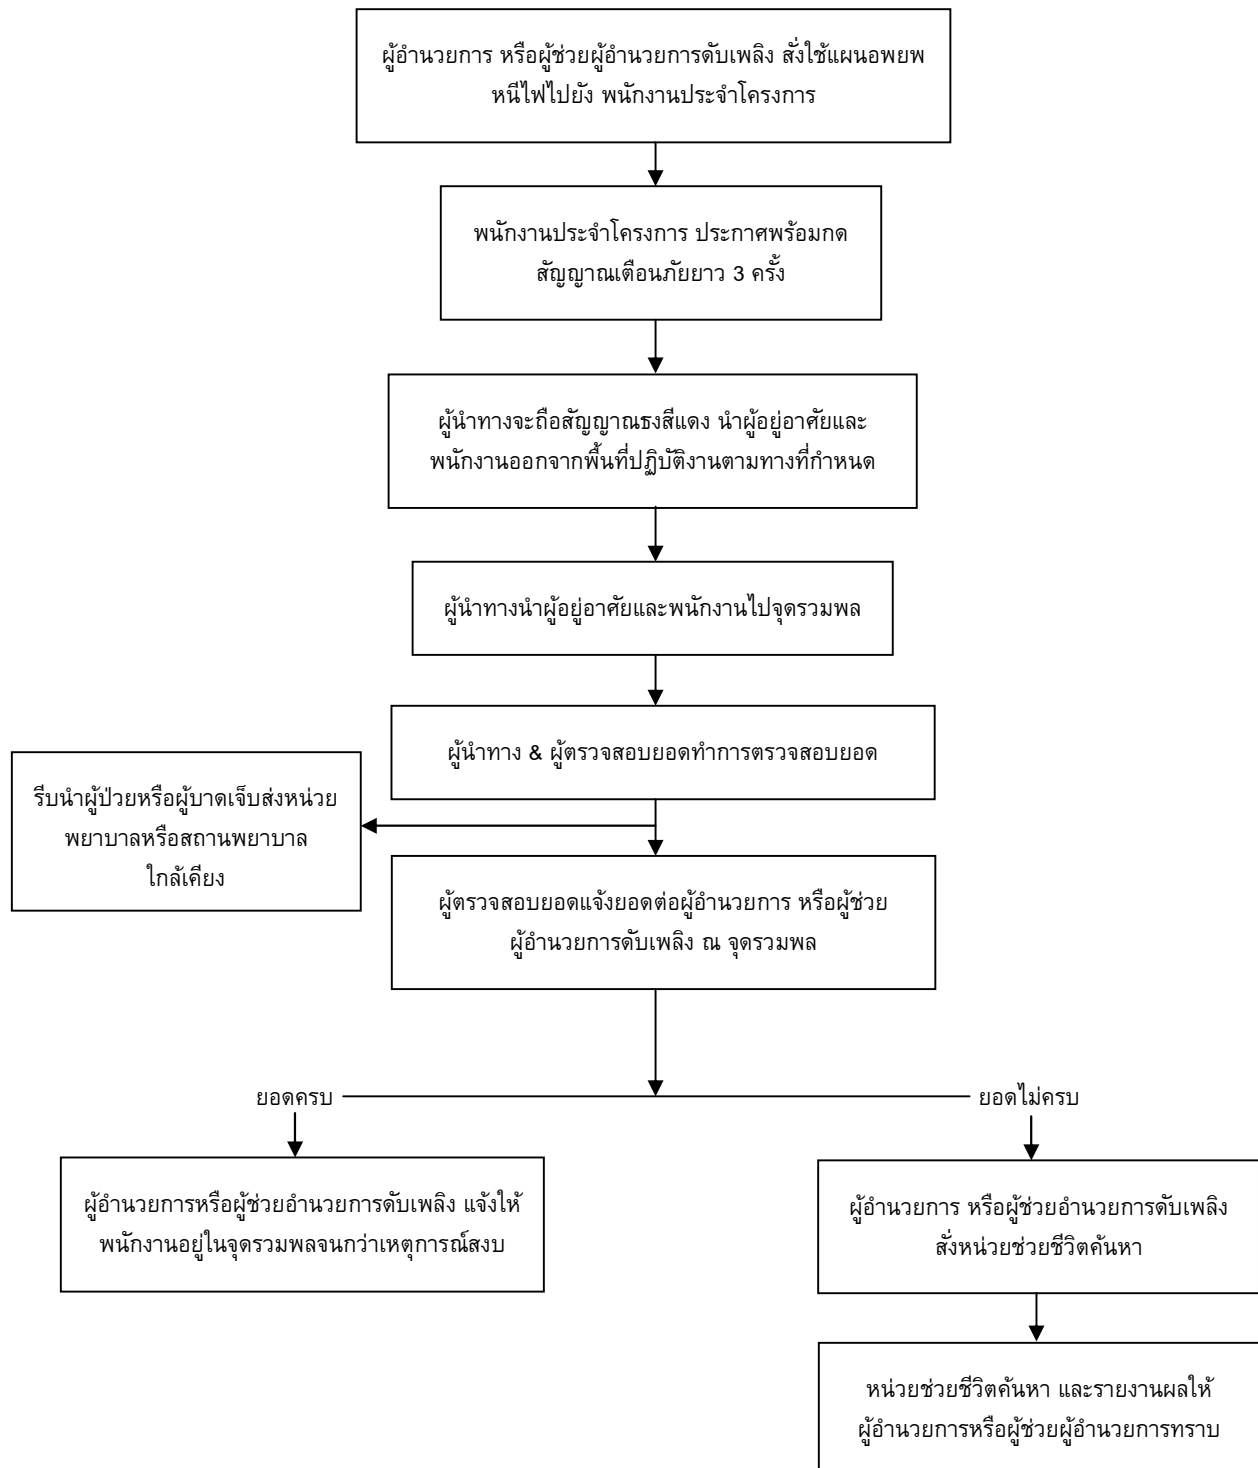 ผู้อำนวยการ หรือผู้ช่วยผู้อำนวยการดับเพลิง สั่งใช้แผนอพยพ
หนีไฟไปยัง พนักงานประจำโครงการ
พนักงานประจำโครงการ ประกาศพร้อมกด
สัญญาณเตือนภัยยาว 3 ครั้ง
ผู้นำทางจะถือสัญญาณธงสีแดง นำผู้อยู่อาศัยและ
พนักงานออกจากพื้นที่ปฏิบัติงานตามทางที่กำหนด
ผู้นำทางนำผู้อยู่อาศัยและพนักงานไปจุดรวมพล
ผู้นำทาง & ผู้ตรวจสอบยอดทำการตรวจสอบยอด
รีบนำผู้ป่วยหรือผู้บาดเจ็บส่งหน่วย
พยาบาลหรือสถานพยาบาล
ใกล้เคียง
ผู้ตรวจสอบยอดแจ้งยอดต่อผู้อำนวยการ หรือผู้ช่วย
ผู้อำนวยการดับเพลิง ณ จุดรวมพล
ยอดครบ
ยอดไม่ครบ
ผู้อำนวยการหรือผู้ช่วยอำนวยการดับเพลิง แจ้งให้
พนักงานอยู่ในจุดรวมพลจนกว่าเหตุการณ์สงบ
ผู้อำนวยการ หรือผู้ช่วยอำนวยการดับเพลิง
สั่งหน่วยช่วยชีวิตค้นหา
หน่วยช่วยชีวิตค้นหา และรายงานผลให้
ผู้อำนวยการหรือผู้ช่วยผู้อำนวยการทราบ